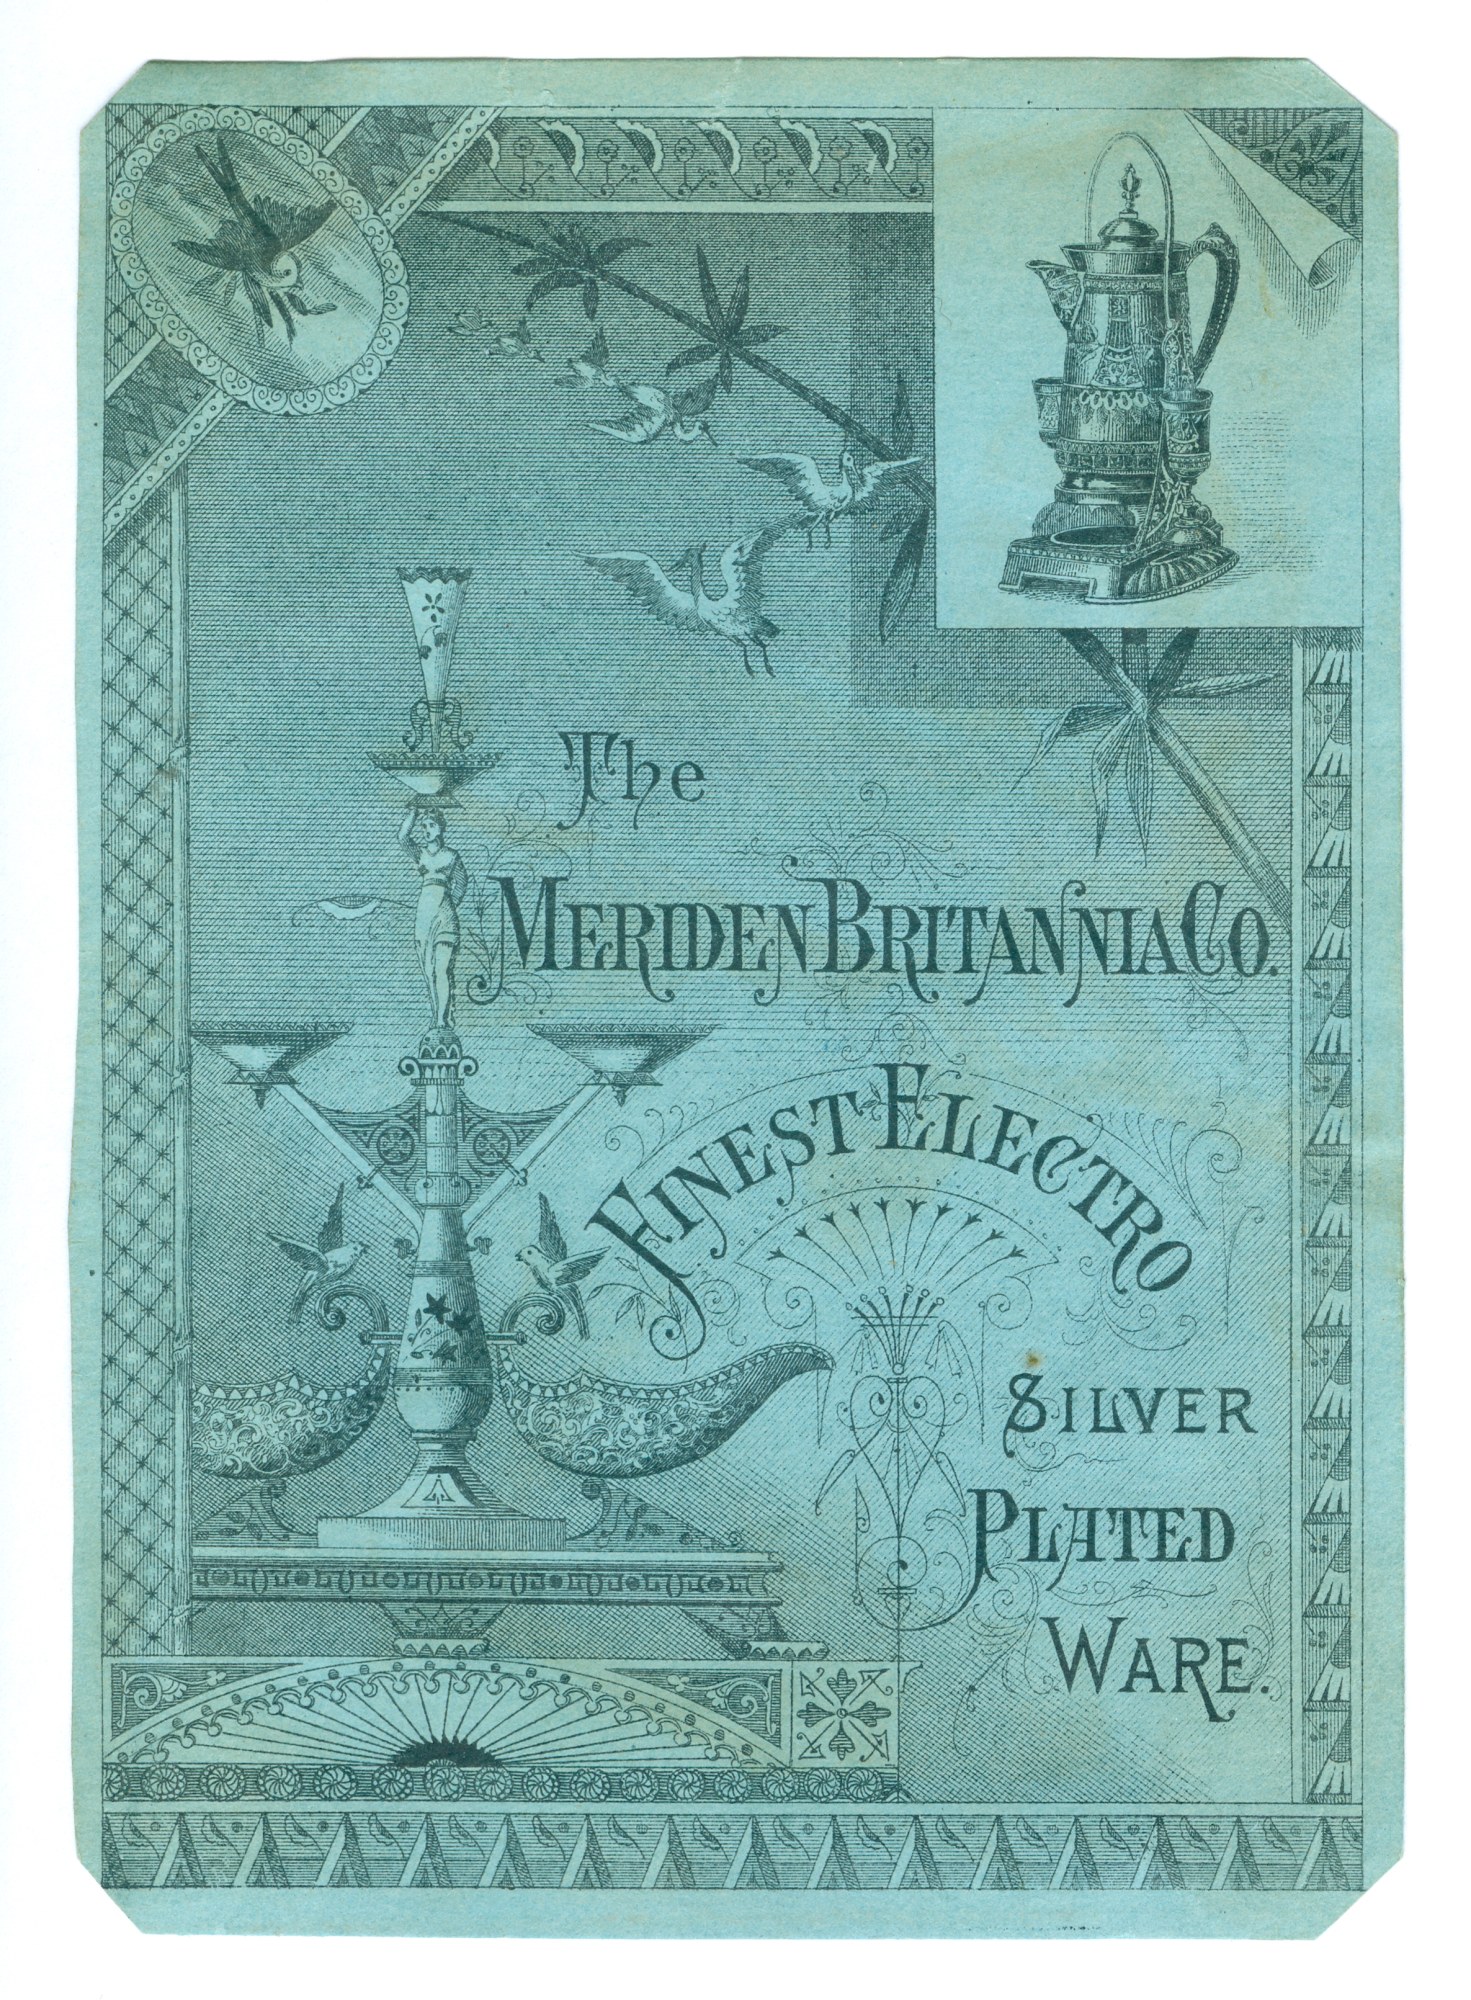 The
MERIDEN BRITANNIA CO.
FINEST ELECTRO
SILVER
PLATED
WARE.